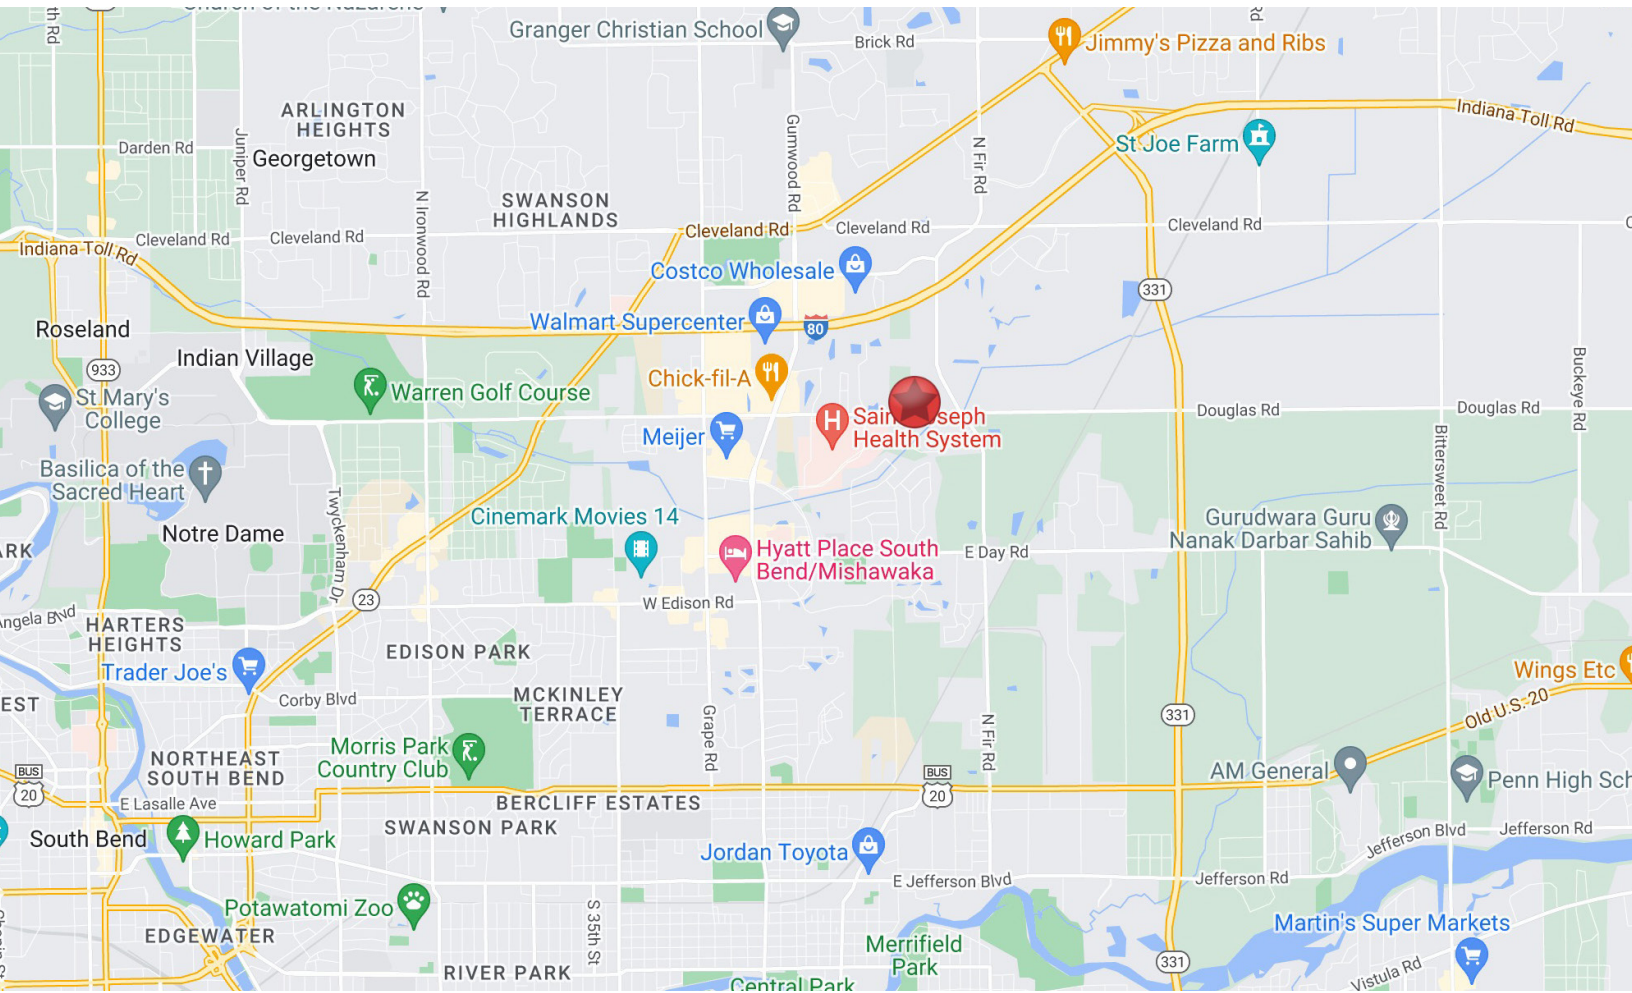 Church of the Nazarene
Granger Christian School
Brick Rd
Jimmy's Pizza and Ribs
Indiana Toll Rd
ARLINGTON
HEIGHTS
Darden Rd
Georgetown
Juniper Rd
Gumwood Rd
N Fir Rd
St Joe Farm
N Ironwood Rd
SWANSON
HIGHLANDS
Cleveland Rd
Cleveland Rd
Cleveland Rd
Cleveland Rd
Cleveland Rd
Indiana Toll Rd
Costco Wholesale
331
Roseland
Walmart Supercenter
80
Indian Village
933
Chick-fil-A
Buckeye Rd
St Mary's
College
Warren Golf Course
Meijer
Health System
Douglas Rd
Douglas Rd
Bittersweet Rd
Basilica of the
Sacred Heart
Twyckenham Dr
Cinemark Movies 14
Gurudwara Guru
Nanak Darbar Sahib
Notre Dame
Hyatt Place South
Bend/Mishawaka
E Day Rd
23
W Edison Rd
HARTERS
HEIGHTS
EDISON PARK
Trader Joe's
Wings Etc
Corby Blvd
MCKINLEY
TERRACE
Grape Rd
N Fir Rd
331
Old U.S. 20
NORTHEAST
SOUTH BEND
Morris Park
Country Club
AM General
Penn High Sch
BUS
20
BUS
20
E Lasalle Ave
BERCLIFF ESTATES
SWANSON PARK
South Bend
Howard Park
Jordan Toyota
Jefferson Blvd
Jefferson Rd
E Jefferson Blvd
Jefferson Rd
Potawatomi Zoo
S 35th St
EDGEWATER
Martin's Super Markets
Merrifield
Park
RIVER PARK
331
Vistula Rd
Central Park